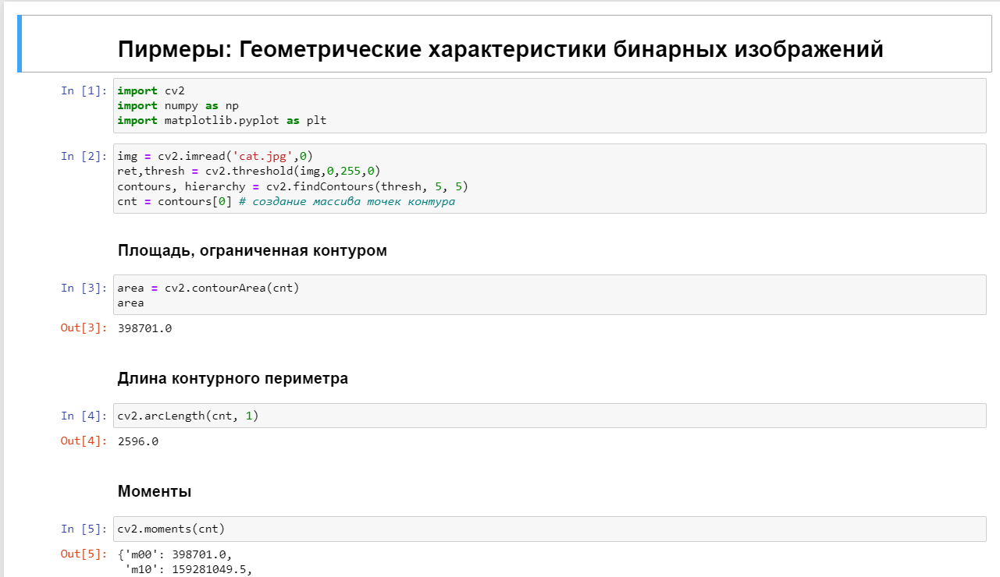 Пирмеры: Геометрические характеристики бинарных изображений
In [1]: import cv2
import numpy as np
import matplotlib.pyplot as plt
In [2]: img = cv2.imread('cat.jpg',0)
ret,thresh = cv2.threshold(img,0,255,0)
contours, hierarchy = cv2.findContours(thresh, 5, 5)
cnt = contours[0] # создание массива точек контура
Площадь, ограниченная контуром
In [3]: area = cv2.contourArea(cnt)
area
Out[3]: 398701.0
Длина контурного периметра
In [4]: cv2.arcLength(cnt, 1)
Out[4]: 2596.0
Моменты
In [5]: cv2.moments(cnt)
Out[5]: {'m00': 398701.0,
'm10': 159281049.5,